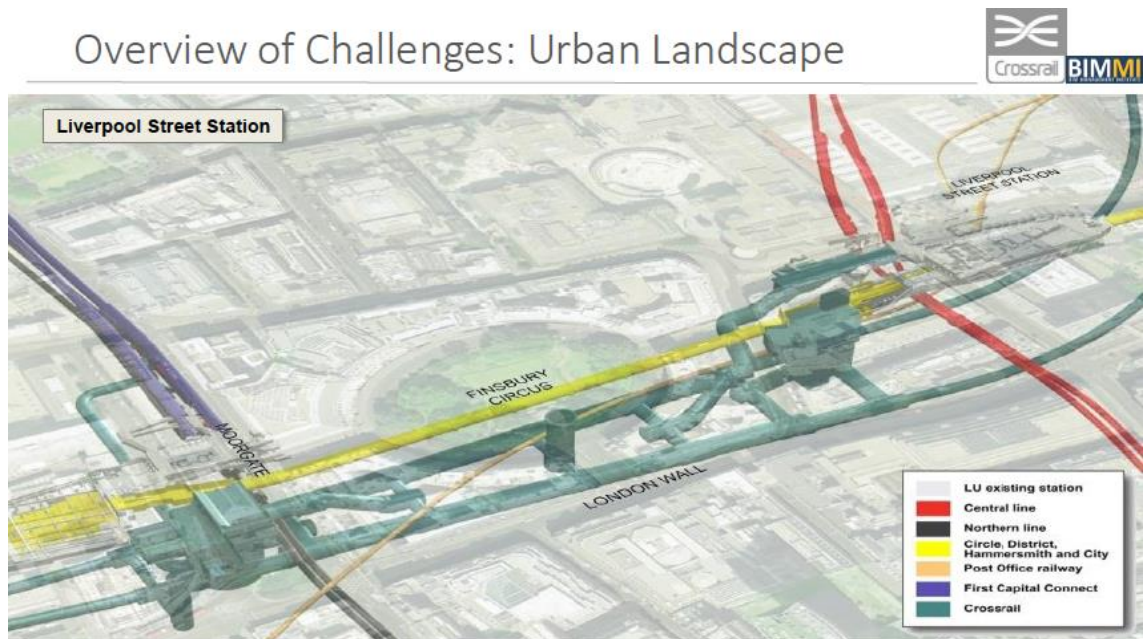 Overview of Challenges: Urban Landscape
Crossrail
BIMMI
Liverpool Street Station
LIVERPOOL
STREET STATION
FINSBURY
CIRCUS
MOORGATE
LONDON WALL
LU existing station
Central line
Northern line
Circle, District,
Hammersmith and City
Post Office railway
First Capital Connect
Crossrail